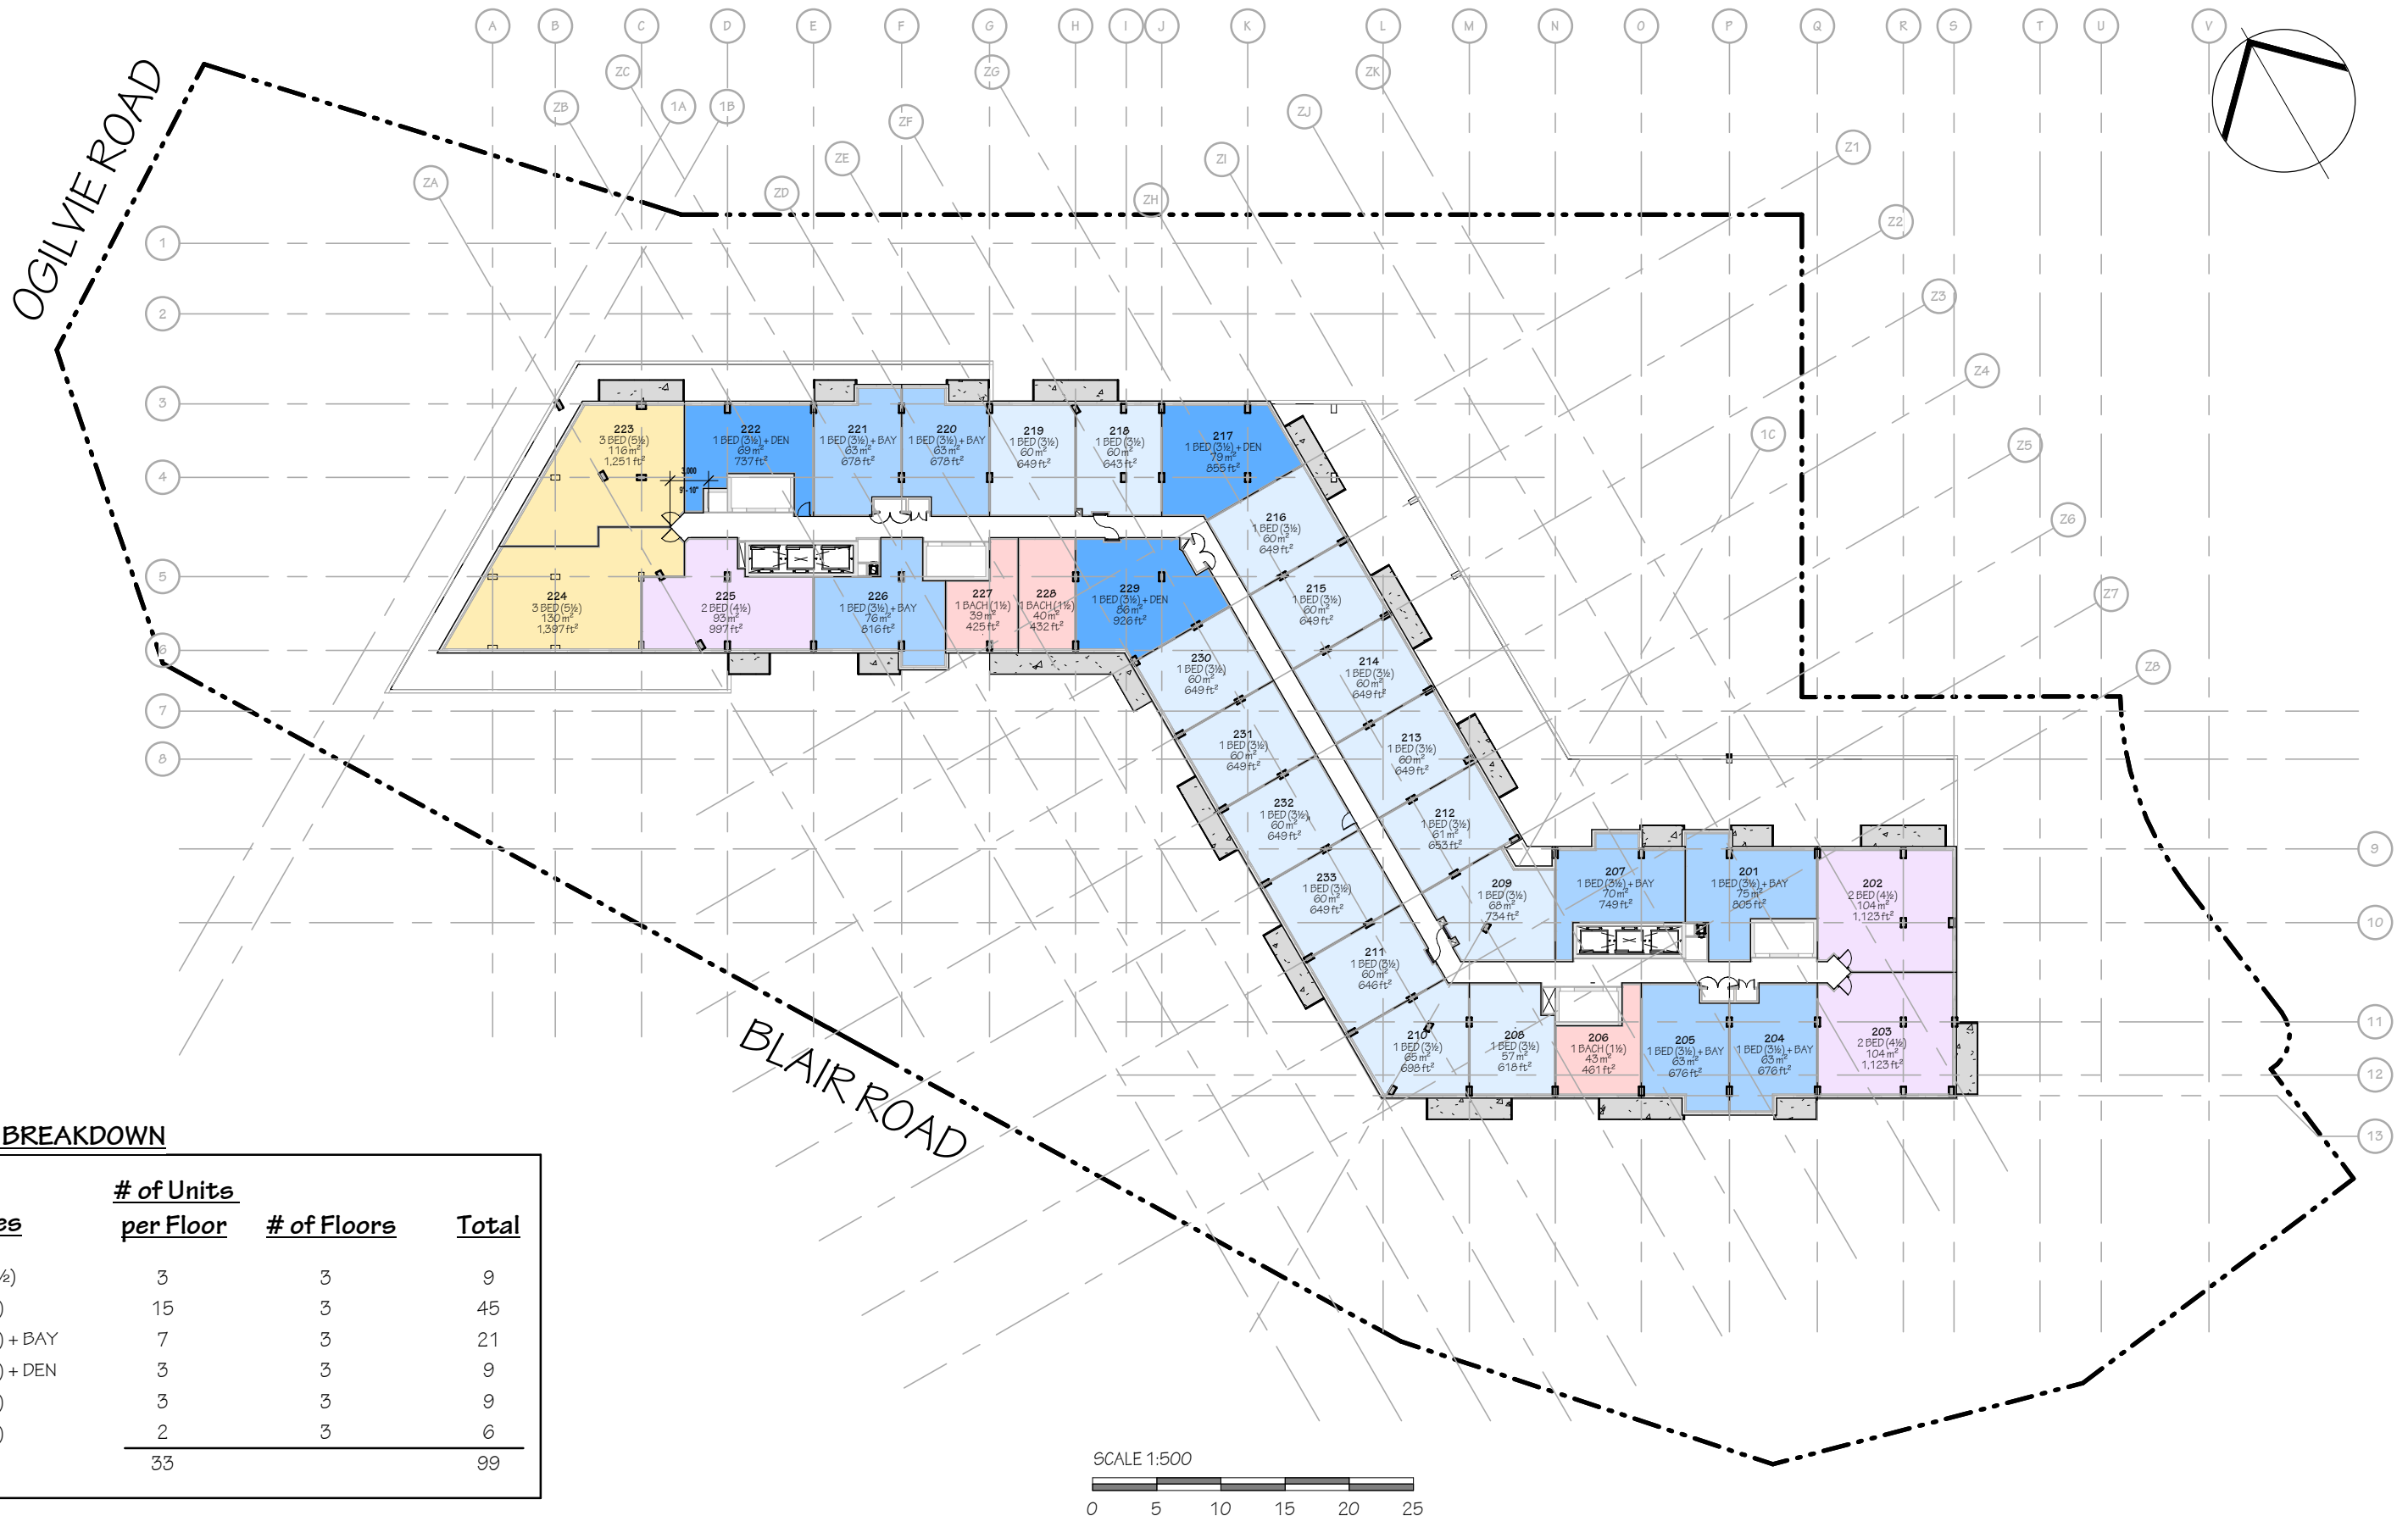 A B C D E F G H I J K L M N O P Q R S T U V
ZC ZG ZK
ZB 1A 1B ZF ZJ
ZE ZI Z1
ZA ZD ZH Z2
OGILVIE ROAD
1
2
Z3
Z4
3
1C
Z5
4
Z6
5
Z7
6
Z8
7
8
9
10
11
12
13
223
3 BED (5½)
116 m²
1,251 ft²
222
1 BED (3½) + DEN
69 m²
737 ft²
3,000
9' - 10"
221
1 BED (3½) + BAY
63 m²
678 ft²
220
1 BED (3½) + BAY
63 m²
678 ft²
219
1 BED (3½)
60 m²
649 ft²
218
1 BED (3½)
60 m²
643 ft²
217
1 BED (3½) + DEN
79 m²
855 ft²
216
1 BED (3½)
60 m²
649 ft²
224
3 BED (5½)
130 m²
1,397 ft²
225
2 BED (4½)
93 m²
997 ft²
226
1 BED (3½) + BAY
76 m²
816 ft²
227
1 BACH (1½)
39 m²
425 ft²
228
1 BACH (1½)
40 m²
432 ft²
229
1 BED (3½) + DEN
86 m²
926 ft²
215
1 BED (3½)
60 m²
649 ft²
230
1 BED (3½)
60 m²
649 ft²
214
1 BED (3½)
60 m²
649 ft²
231
1 BED (3½)
60 m²
649 ft²
213
1 BED (3½)
60 m²
649 ft²
232
1 BED (3½)
60 m²
649 ft²
212
1 BED (3½)
61 m²
653 ft²
233
1 BED (3½)
60 m²
649 ft²
209
1 BED (3½)
68 m²
734 ft²
207
1 BED (3½) + BAY
70 m²
749 ft²
201
1 BED (3½) + BAY
75 m²
805 ft²
202
2 BED (4½)
104 m²
1,123 ft²
211
1 BED (3½)
60 m²
646 ft²
210
1 BED (3½)
65 m²
698 ft²
208
1 BED (3½)
57 m²
618 ft²
206
1 BACH (1½)
43 m²
461 ft²
205
1 BED (3½) + BAY
63 m²
676 ft²
204
1 BED (3½) + BAY
63 m²
676 ft²
203
2 BED (4½)
104 m²
1,123 ft²
BLAIR ROAD
BREAKDOWN
# of Units
es per Floor # of Floors Total
½) 3 3 9
) 15 3 45
) + BAY 7 3 21
) + DEN 3 3 9
) 3 3 9
) 2 3 6
33 99
SCALE 1:500
0 5 10 15 20 25